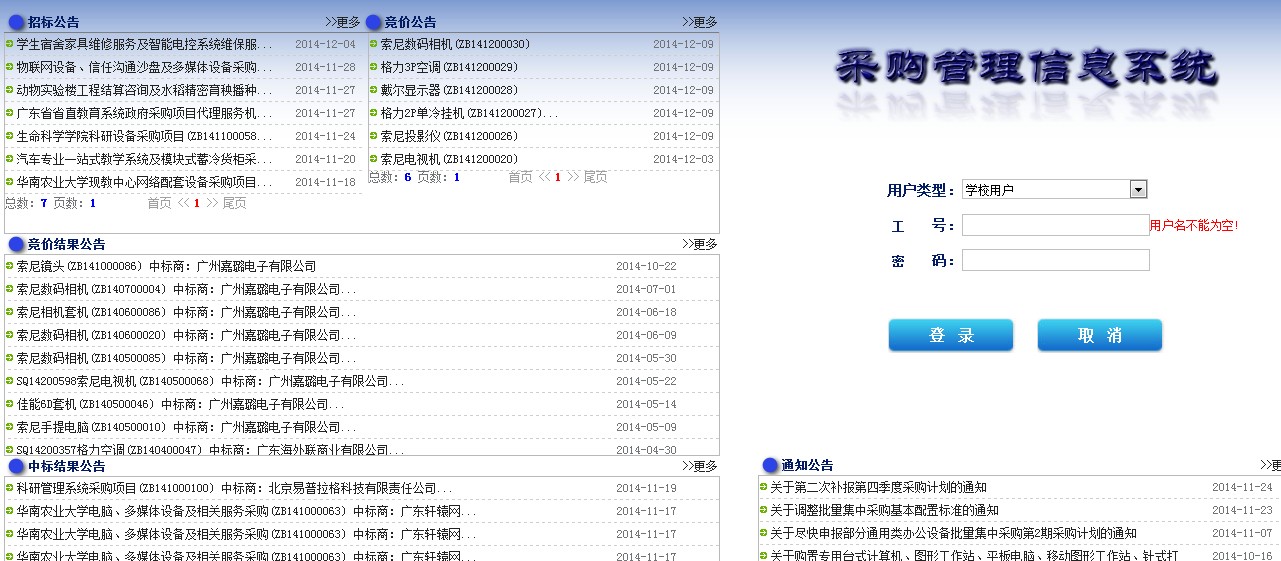 招标公告 >>更多
学生宿舍家具维修服务及智能电控系统维保服... 2014-12-04
物联网设备、信任沟通沙盘及多媒体设备采购... 2014-11-28
动物实验楼工程结算咨询及水稻精密育秧播种... 2014-11-27
广东省省直教育系统政府采购项目代理服务机... 2014-11-27
生命科学学院科研设备采购项目(ZB141100058... 2014-11-24
汽车专业一站式教学系统及模块式蓄冷货柜采... 2014-11-20
华南农业大学现教中心网络配套设备采购项目... 2014-11-18
总数: 7 页数: 1 首页 << 1 >> 尾页
竞价公告 >>更多
索尼数码相机(ZB141200030) 2014-12-09
格力3P空调(ZB141200029) 2014-12-09
戴尔显示器(ZB141200028) 2014-12-09
格力2P单冷挂机(ZB141200027)... 2014-12-09
索尼投影仪(ZB141200026) 2014-12-09
索尼电视机(ZB141200020) 2014-12-03
总数: 6 页数: 1 首页 << 1 >> 尾页
竞价结果公告 >>更多
索尼镜头(ZB141000086) 中标商: 广州嘉璐电子有限公司 2014-10-22
索尼数码相机(ZB140700004) 中标商: 广州嘉璐电子有限公司... 2014-07-01
索尼相机套机(ZB140600086) 中标商: 广州嘉璐电子有限公司... 2014-06-18
索尼数码相机(ZB140600020) 中标商: 广州嘉璐电子有限公司... 2014-06-09
索尼数码相机(ZB140500085) 中标商: 广州嘉璐电子有限公司... 2014-05-30
SQ14200598索尼电视机(ZB140500068) 中标商: 广州嘉璐电子有限公司... 2014-05-22
佳能6D套机(ZB140500046) 中标商: 广州嘉璐电子有限公司... 2014-05-14
索尼手提电脑(ZB140500010) 中标商: 广州嘉璐电子有限公司... 2014-05-09
SQ14200357格力空调(ZB140400047) 中标商: 广东海外联商业有限公司... 2014-04-30
中标结果公告 >>更多
科研管理系统采购项目(ZB141000100) 中标商: 北京易普拉格科技有限责任公司... 2014-11-19
华南农业大学电脑、多媒体设备及相关服务采购(ZB141000063) 中标商: 广东轩辕网... 2014-11-17
华南农业大学电脑、多媒体设备及相关服务采购(ZB141000063) 中标商: 广东轩辕网... 2014-11-17
华南农业大学电脑、多媒体设备及相关服务采购(ZB141000063) 中标商: 广东轩辕网... 2014-11-17
采购管理信息系统
用户类型: 学校用户
工 号: 用户名不能为空!
密 码:
登 录 取 消
通知公告 >>更
关于第二次补报第四季度采购计划的通知 2014-11-24
关于调整批量集中采购基本配置标准的通知 2014-11-23
关于尽快申报部分通用类办公设备批量集中采购第2期采购计划的通知 2014-11-07
关于购置专用台式计算机、图形工作站、平板电脑、移动图形工作站、针式打 2014-10-16